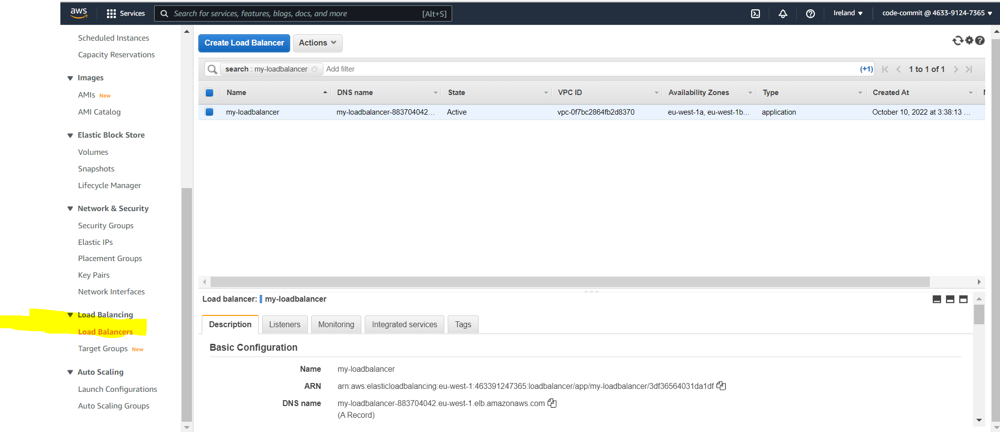 aws
Services
Search for services, features, blogs, docs, and more [Alt+S]
Ireland
code-commit @ 4633-9124-7365
Scheduled Instances
Capacity Reservations
Images
AMIs New
AMI Catalog
Elastic Block Store
Volumes
Snapshots
Lifecycle Manager
Network & Security
Security Groups
Elastic IPs
Placement Groups
Key Pairs
Network Interfaces
Load Balancing
Load Balancers
Target Groups New
Auto Scaling
Launch Configurations
Auto Scaling Groups
Create Load Balancer
Actions
search : my-loadbalancer Add filter (+1) 1 to 1 of 1
Name DNS name State VPC ID Availability Zones Type Created At
my-loadbalancer my-loadbalancer-883704042... Active vpc-0f7bc2864fb2d8370 eu-west-1a, eu-west-1b... application October 10, 2022 at 3:38:13 ...
Load balancer: my-loadbalancer
Description Listeners Monitoring Integrated services Tags
Basic Configuration
Name my-loadbalancer
ARN arn:aws:elasticloadbalancing:eu-west-1:463391247365:loadbalancer/app/my-loadbalancer/3df36564031da1df
DNS name my-loadbalancer-883704042.eu-west-1.elb.amazonaws.com
(A Record)